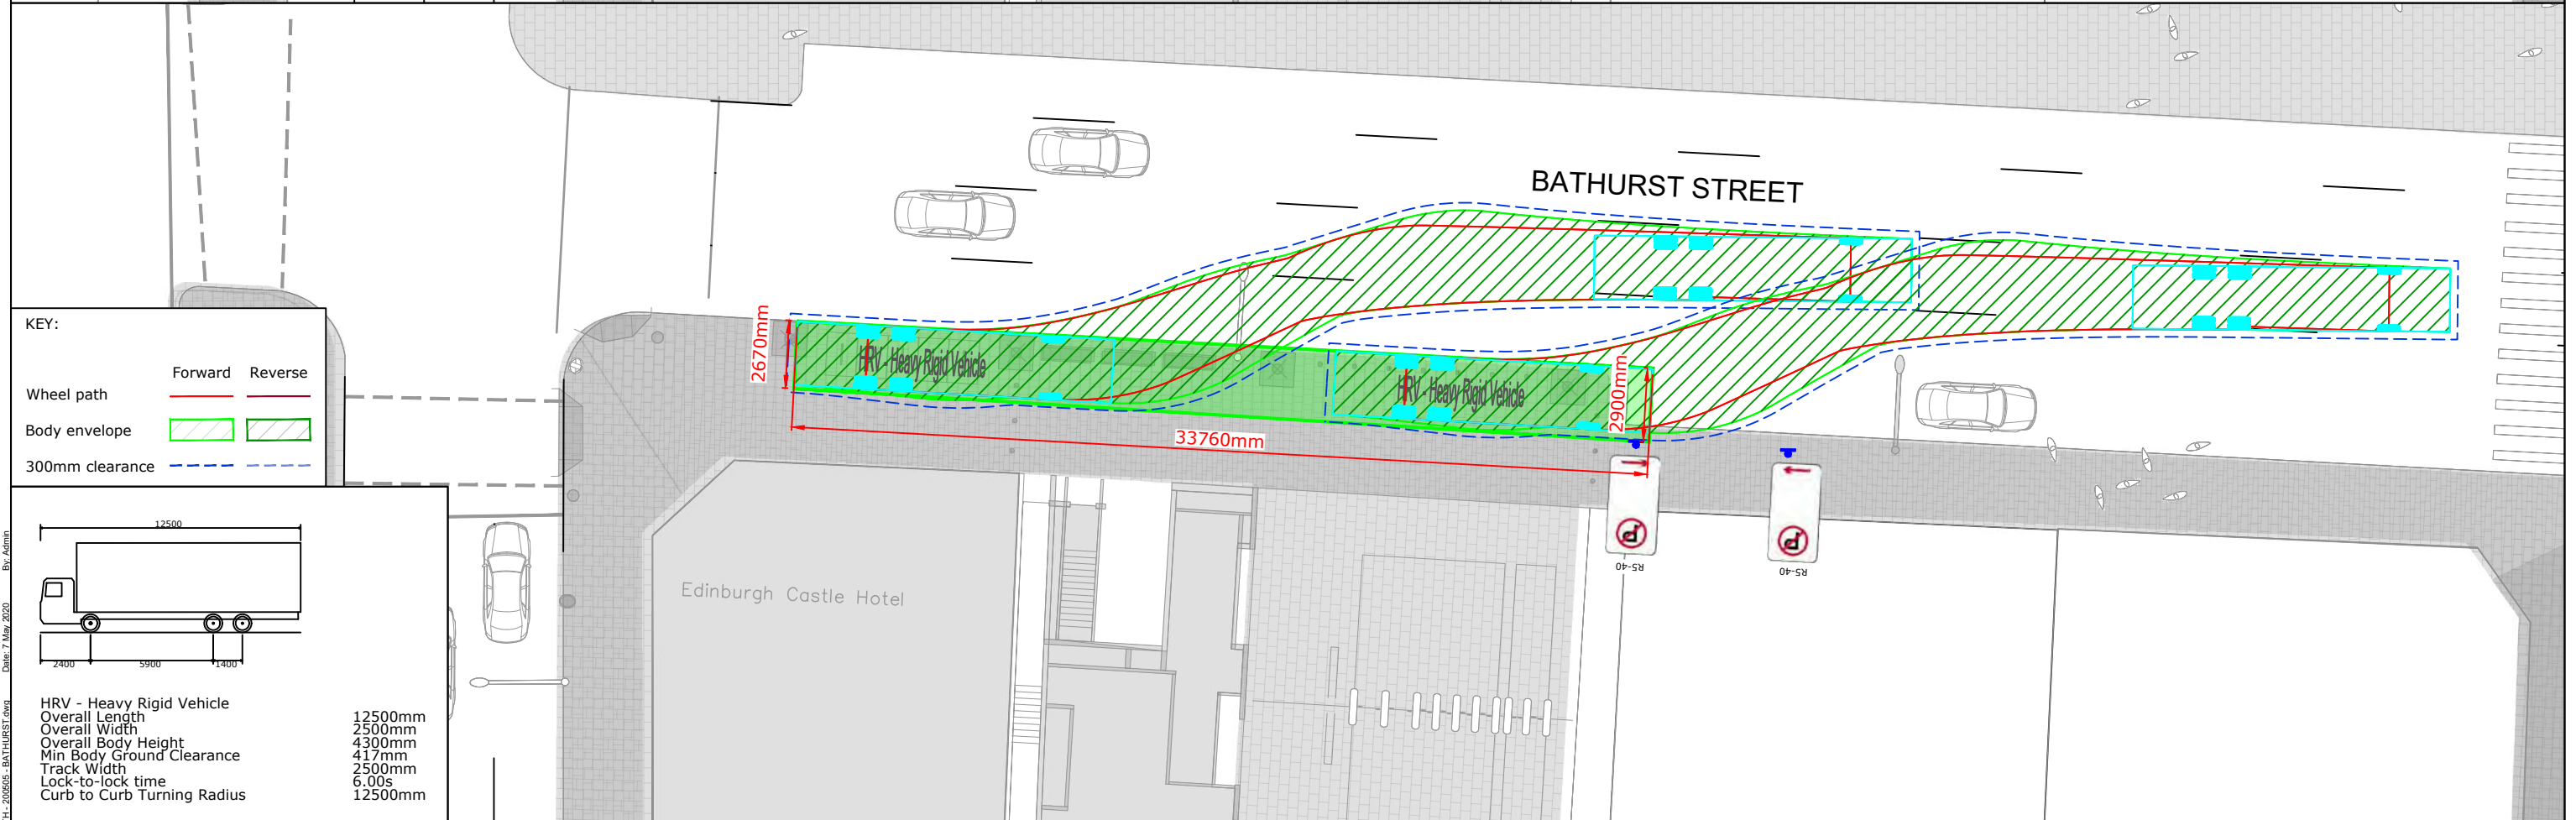 BATHURST STREET
2670mm
HRV - Heavy Rigid Vehicle
HRV - Heavy Rigid Vehicle
2900mm
33760mm
R5-40
R5-40
Edinburgh Castle Hotel
KEY:
Forward Reverse
Wheel path
Body envelope
300mm clearance
12500
2400 5900 1400
HRV - Heavy Rigid Vehicle
Overall Length 12500mm
Overall Width 2500mm
Overall Body Height 4300mm
Min Body Ground Clearance 417mm
Track Width 2500mm
Lock-to-lock time 6.00s
Curb to Curb Turning Radius 12500mm
- 200505 - BATHURST.dwg Date: 7 May 2020 By: Admin